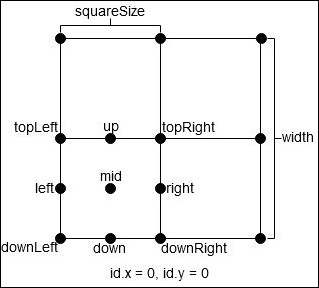 squareSize
topLeft up topRight
width
left mid right
downLeft down downRight
id.x = 0, id.y = 0